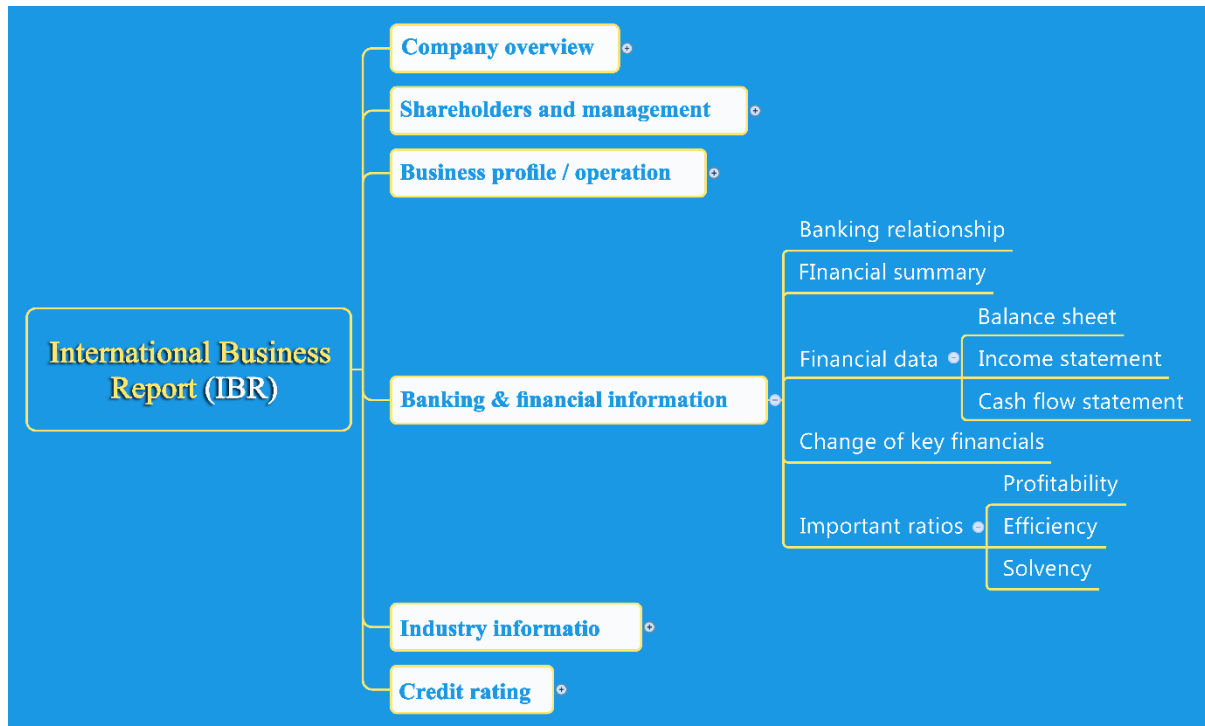 Company overview
Shareholders and management
Business profile / operation
Banking relationship
FInancial summary
Balance sheet
International Business
Report (IBR)
Financial data
Income statement
Banking & financial information
Cash flow statement
Change of key financials
Profitability
Important ratios
Efficiency
Solvency
Industry informatio
Credit rating